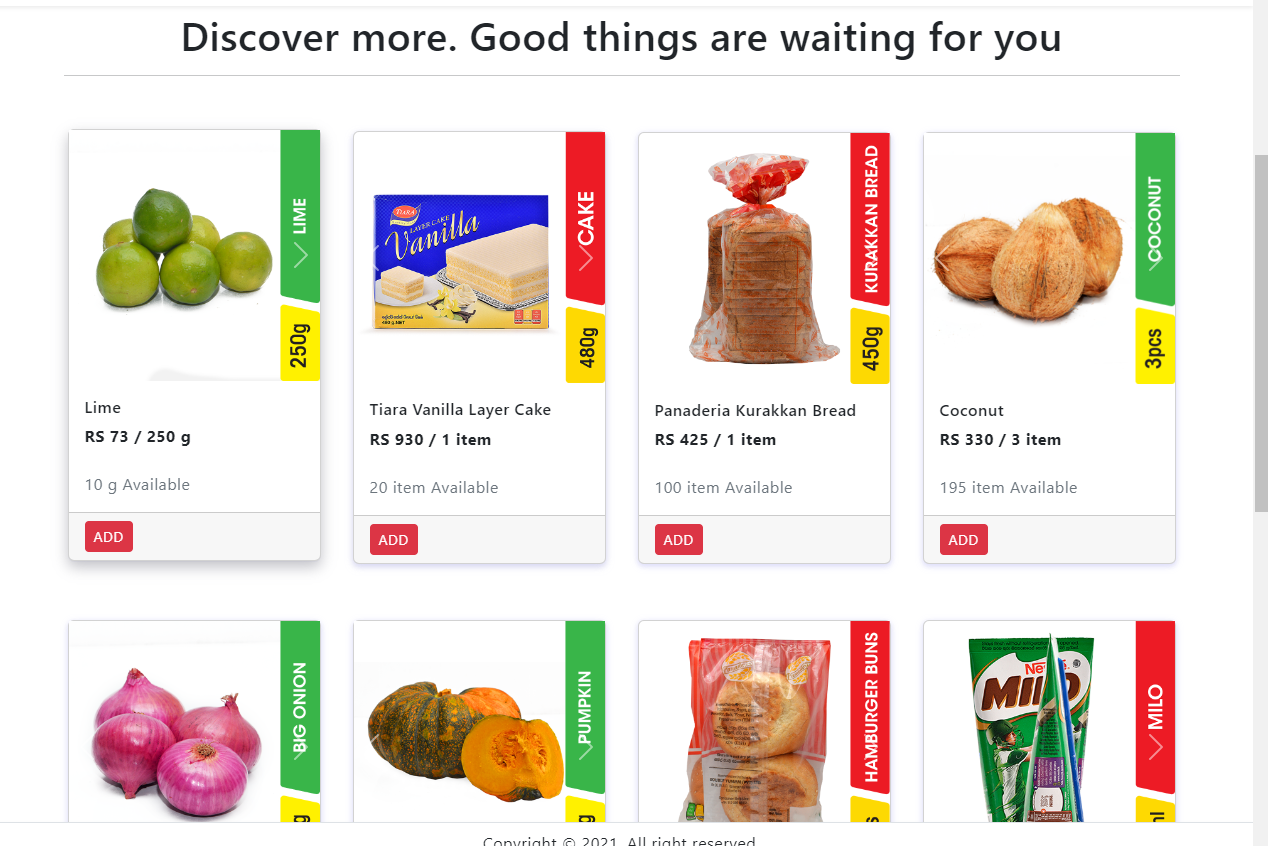 Discover more. Good things are waiting for you
LIME
250g
Lime
RS 73 / 250 g
10 g Available
ADD
TIARA
LAYER CAKE
Vanilla
CAKE
480g
Tiara Vanilla Layer Cake
RS 930 / 1 item
20 item Available
ADD
KURAKKAN BREAD
450g
Panaderia Kurakkan Bread
RS 425 / 1 item
100 item Available
ADD
COCONUT
3pcs
Coconut
RS 330 / 3 item
195 item Available
ADD
BIG ONION
PUMPKIN
HAMBURGER BUNS
MILO
MILO
Copyright © 2021. All right reserved